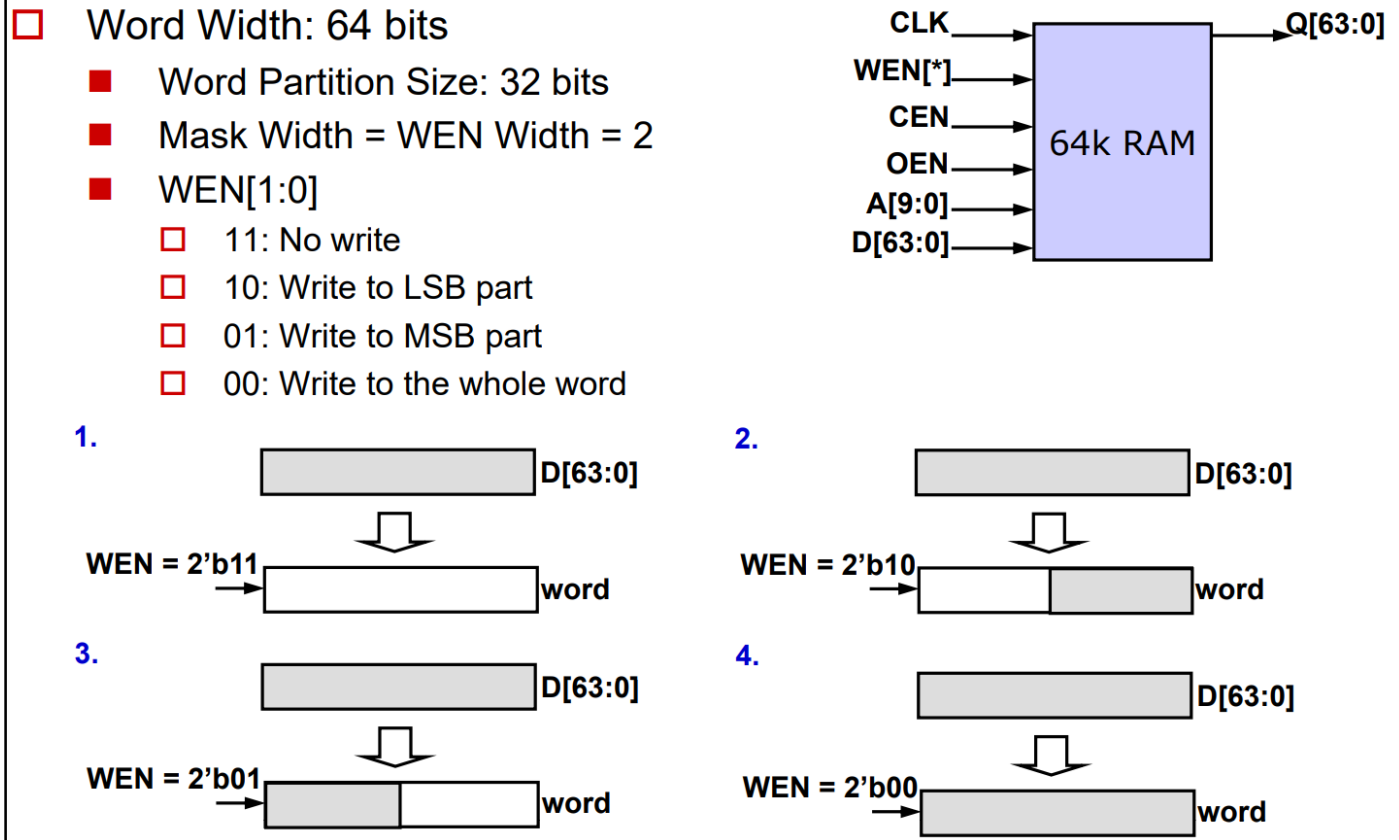 Word Width: 64 bits
Word Partition Size: 32 bits
Mask Width = WEN Width = 2
WEN[1:0]
11: No write
10: Write to LSB part
01: Write to MSB part
00: Write to the whole word
CLK
WEN[*]
CEN
OEN
A[9:0]
D[63:0]
64k RAM
Q[63:0]
1.
D[63:0]
WEN = 2’b11
word
2.
D[63:0]
WEN = 2’b10
word
3.
D[63:0]
WEN = 2’b01
word
4.
D[63:0]
WEN = 2’b00
word